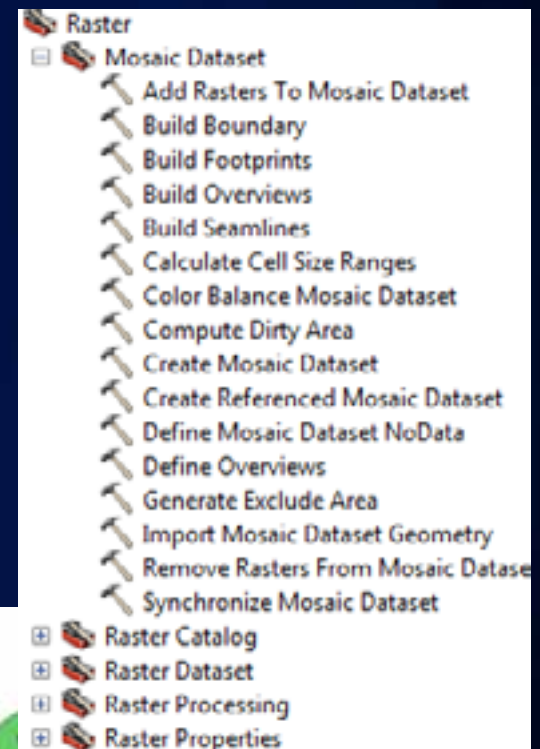 Raster
Mosaic Dataset
Add Rasters To Mosaic Dataset
Build Boundary
Build Footprints
Build Overviews
Build Seamlines
Calculate Cell Size Ranges
Color Balance Mosaic Dataset
Compute Dirty Area
Create Mosaic Dataset
Create Referenced Mosaic Dataset
Define Mosaic Dataset NoData
Define Overviews
Generate Exclude Area
Import Mosaic Dataset Geometry
Remove Rasters From Mosaic Datase
Synchronize Mosaic Dataset
Raster Catalog
Raster Dataset
Raster Processing
Raster Properties